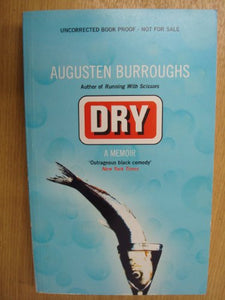 UNCORRECTED BOOK PROOF - NOT FOR SALE
AUGUSTEN BURROUGHS
Author of Running With Scissors
DRY
A MEMOIR
'Outrageous black comedy'
New York Times